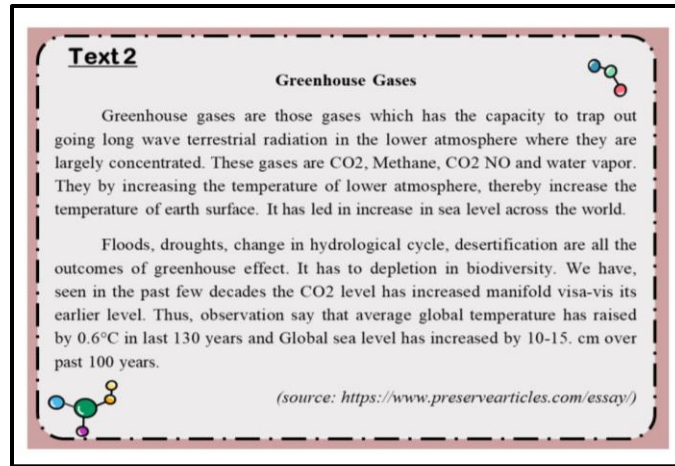 Text 2
Greenhouse Gases
Greenhouse gases are those gases which has the capacity to trap out
going long wave terrestrial radiation in the lower atmosphere where they are
largely concentrated. These gases are CO2, Methane, CO2 NO and water vapor.
They by increasing the temperature of lower atmosphere, thereby increase the
temperature of earth surface. It has led in increase in sea level across the world.
Floods, droughts, change in hydrological cycle, desertification are all the
outcomes of greenhouse effect. It has to depletion in biodiversity. We have,
seen in the past few decades the CO2 level has increased manifold visa-vis its
earlier level. Thus, observation say that average global temperature has raised
by 0.6°C in last 130 years and Global sea level has increased by 10-15. cm over
past 100 years.
(source: https://www.preservearticles.com/essay/)